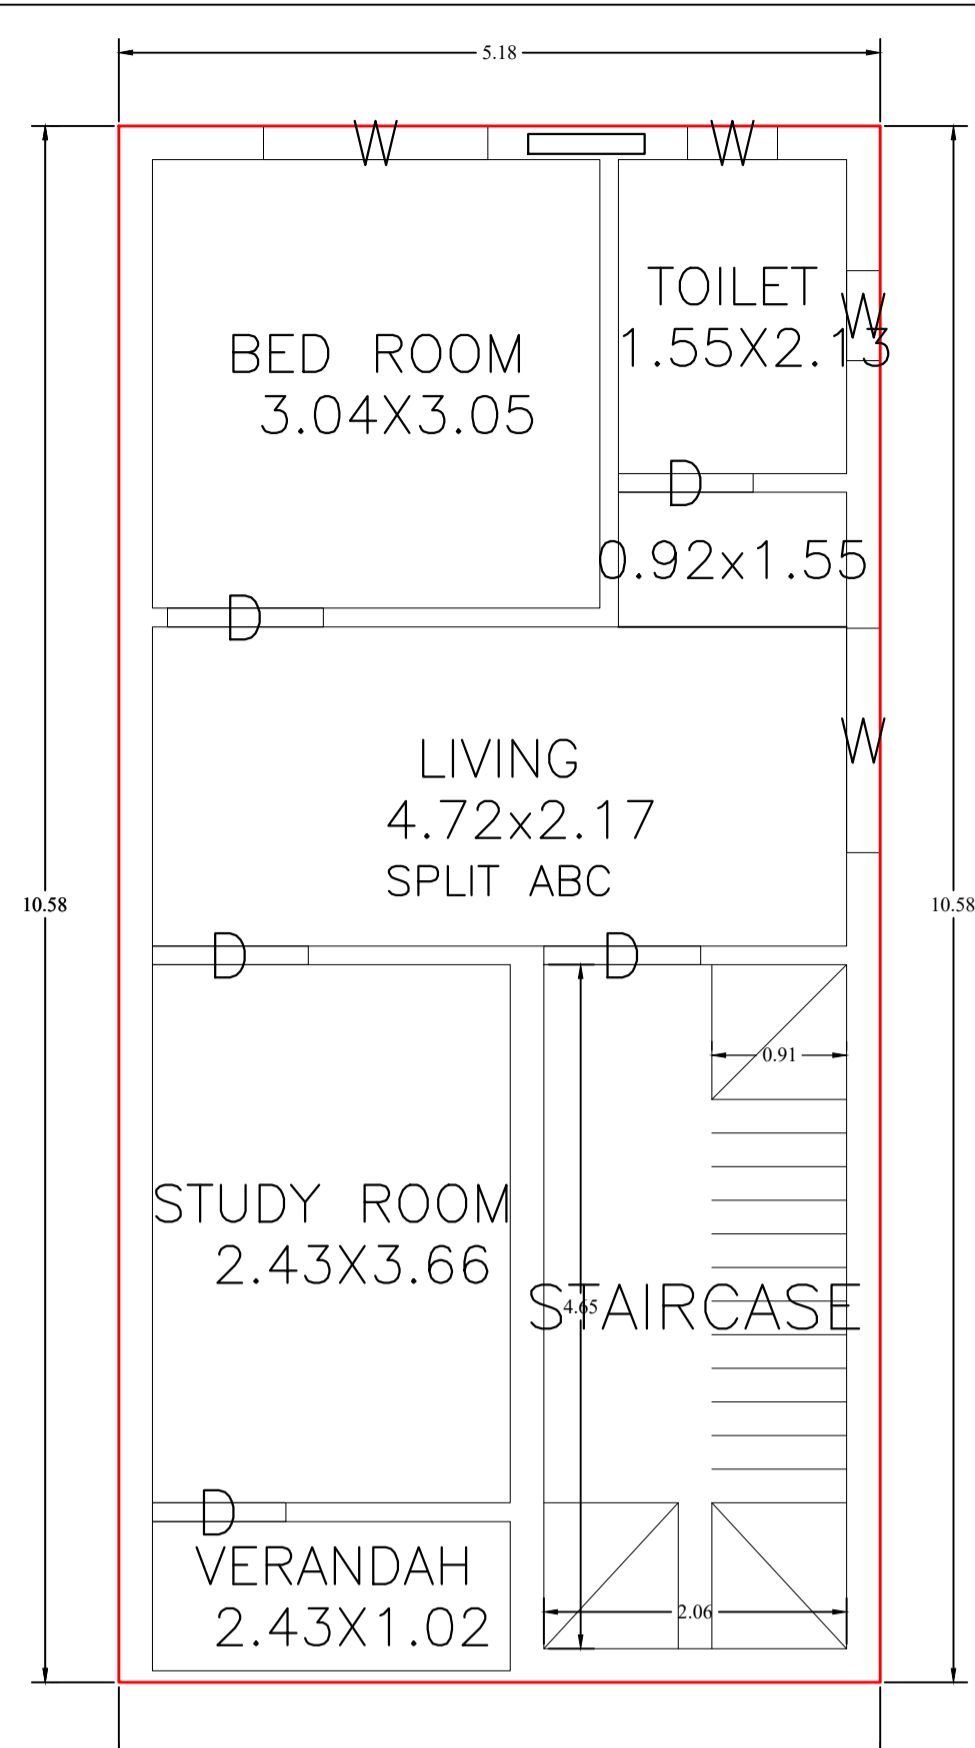 5.18
W
W
TOILET
1.55X2.13
W
BED ROOM
3.04X3.05
D
0.92x1.55
D
LIVING
4.72x2.17
SPLIT ABC
W
10.58
10.58
D
D
0.91
STUDY ROOM
2.43X3.66
STAIRCASE
4.65
D
VERANDAH
2.43X1.02
2.06